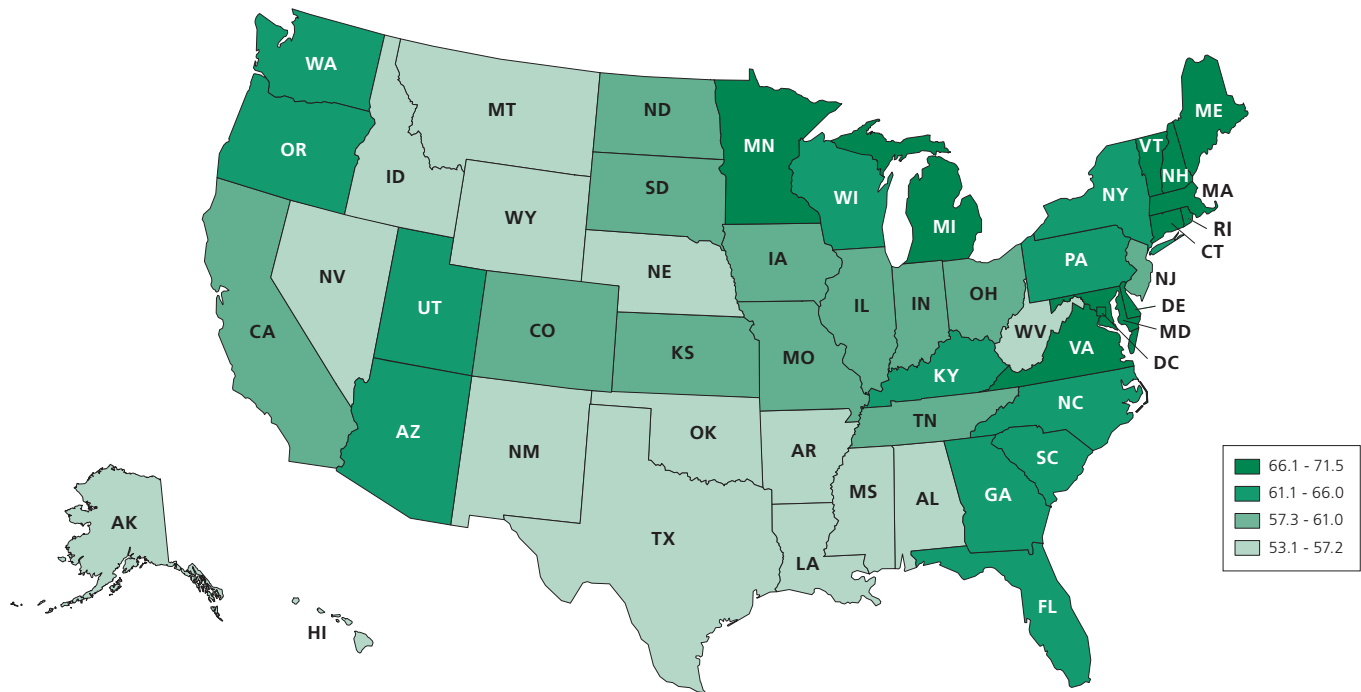 WA
MT
ND
MN
ME
VT
NH
OR
ID
SD
WI
NY
MA
RI
CT
WY
MI
IA
NE
PA
NJ
NV
UT
CO
IL
IN
OH
DE
MD
DC
WV
VA
CA
KS
MO
KY
NC
AZ
NM
OK
AR
TN
SC
MS
AL
GA
TX
LA
FL
AK
HI
66.1 - 71.5
61.1 - 66.0
57.3 - 61.0
53.1 - 57.2